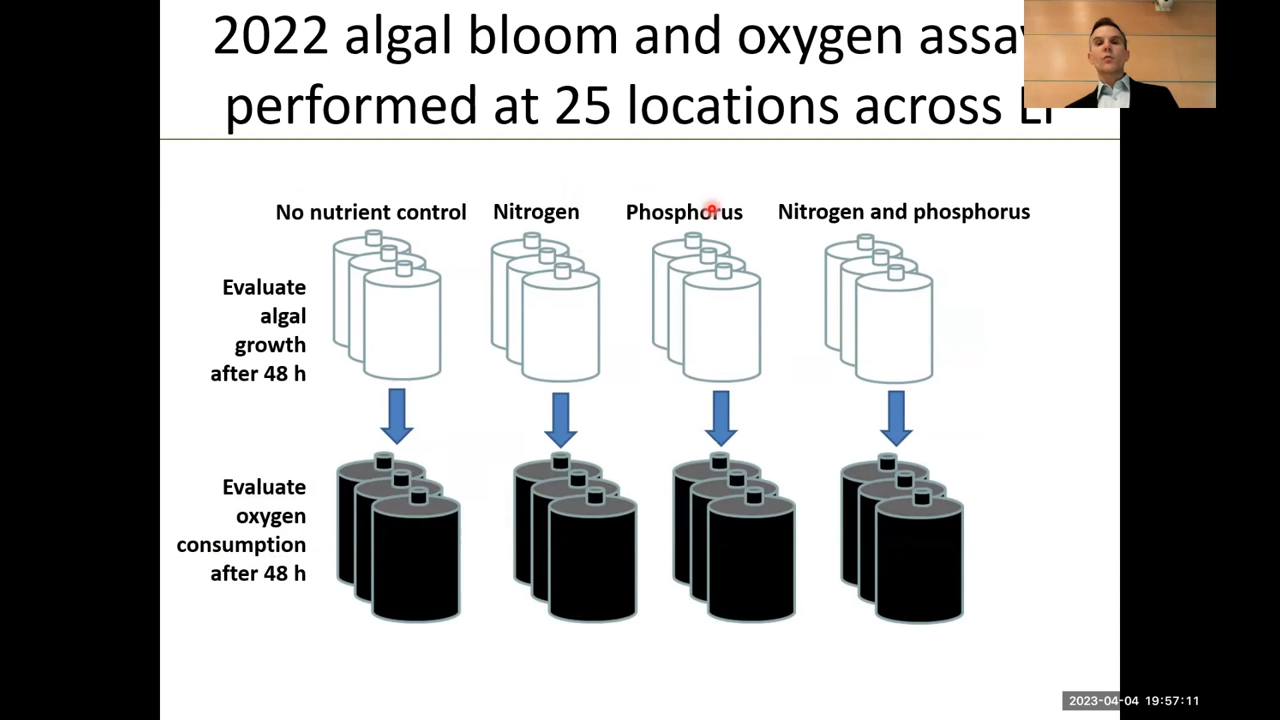 2022 algal bloom and oxygen
performed at 25 locations across
No nutrient control
Nitrogen
Phosphorus
Nitrogen and phosphorus
Evaluate
algal
growth
after 48 h
Evaluate
oxygen
consumption
after 48 h
2023-04-04 19:57:11